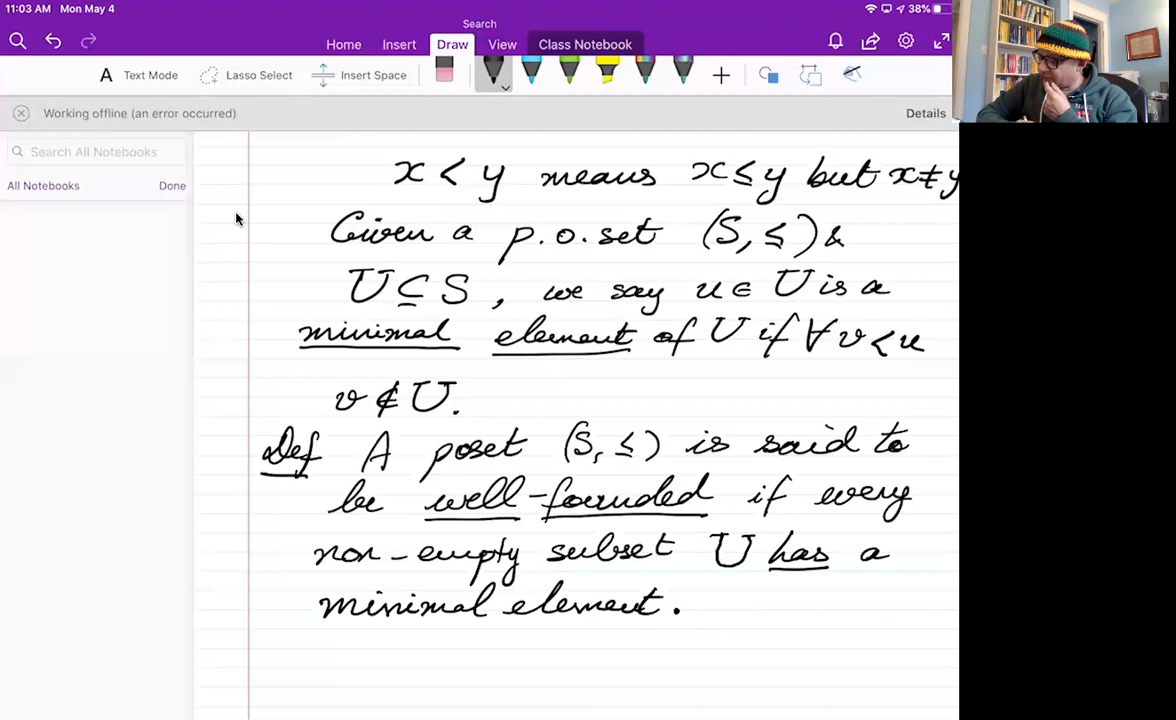 11:03 AM Mon May 4
38%
Search
Home Insert Draw View Class Notebook
Text Mode Lasso Select Insert Space
Working offline (an error occurred) Details
Search All Notebooks
All Notebooks Done
x < y means x ≤ y but x ≠ y
Given a p.o.set (S, ≤) &
U ⊆ S, we say u ∈ U is a
minimal element of U if ∀ v < u
v ∉ U.
Def A poset (S, ≤) is said to
be well-founded if every
non-empty subset U has a
minimal element.